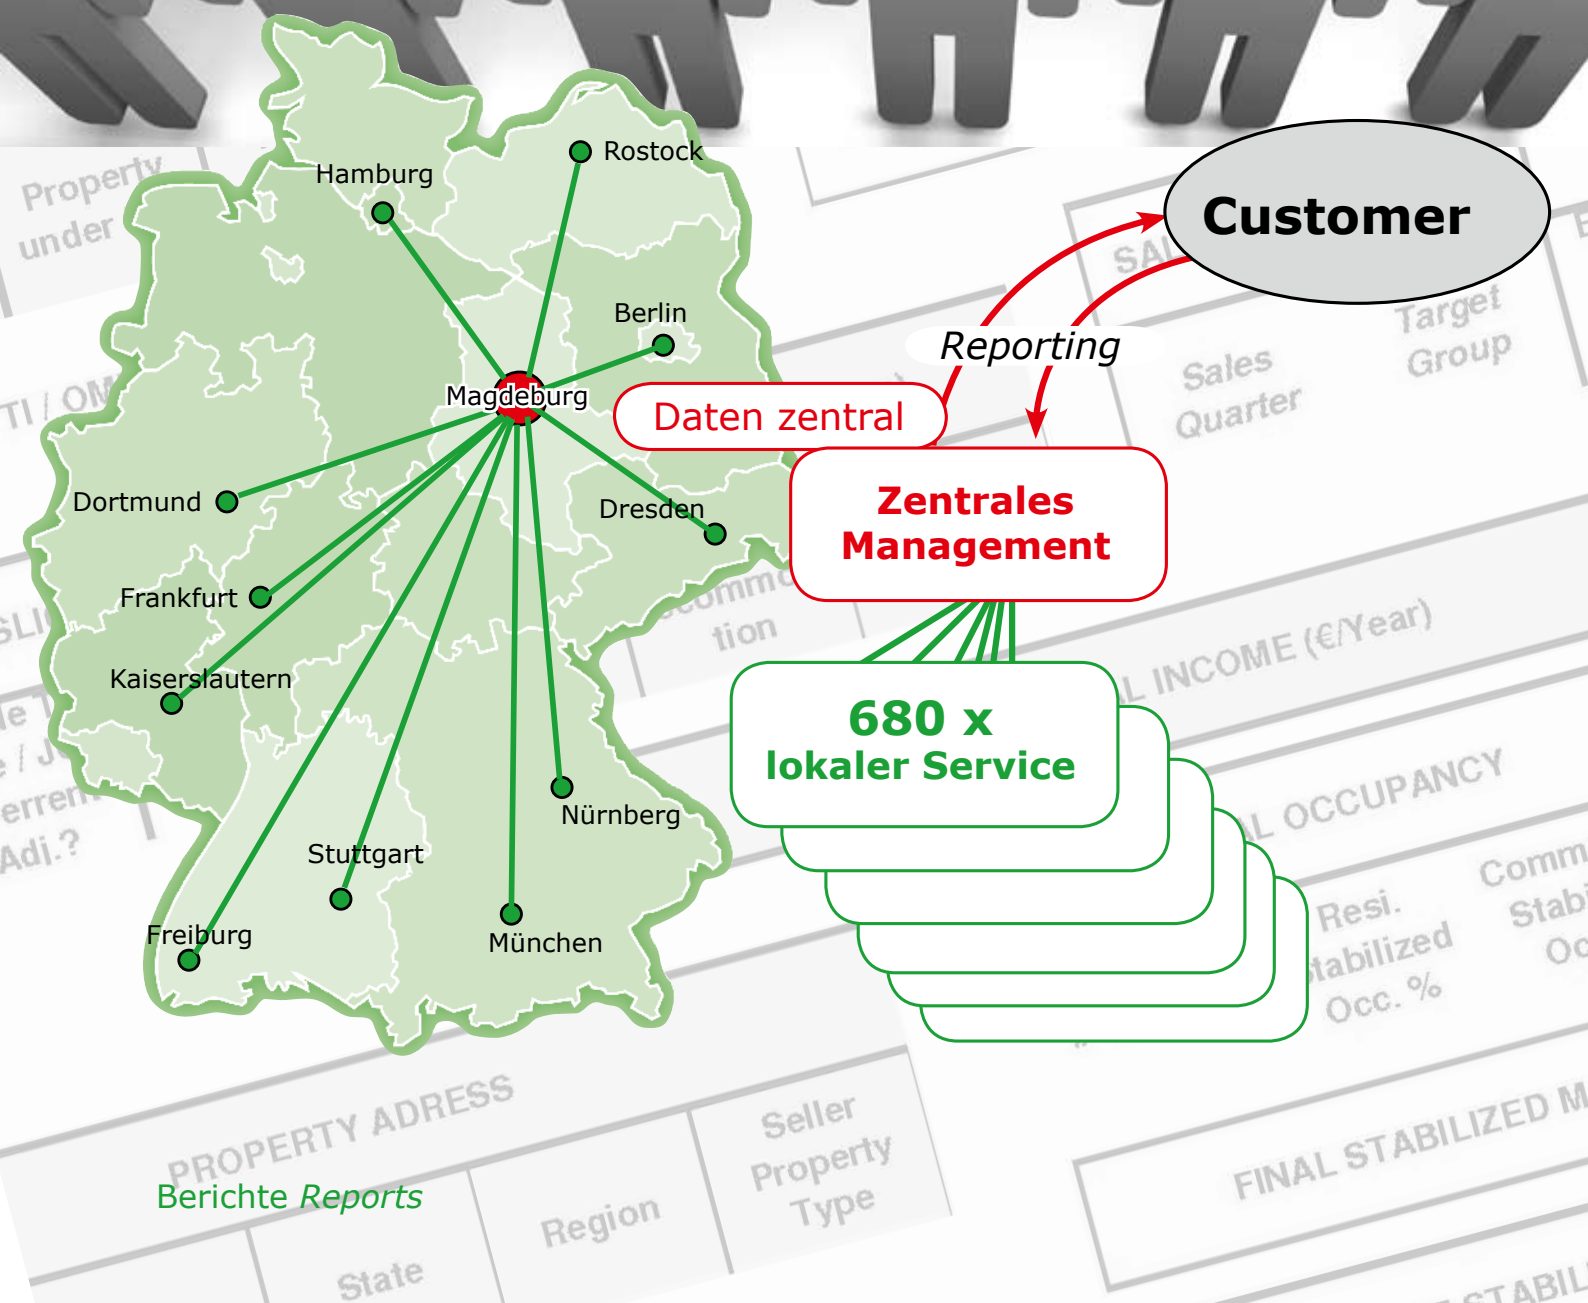 Property
under
Hamburg
Rostock
Customer
Berlin
Reporting
Target
Group
Sales
Quarter
Magdeburg
Daten zentral
Zentrales
Management
Dortmund
Dresden
Frankfurt
tion
INCOME (€/Year)
Kaiserslautern
680 x
lokaler Service
Nürnberg
OCCUPANCY
Adi.?
Stuttgart
Resi.
Occ. %
Freiburg
München
PROPERTY ADRESS
Seller
Property
Type
FINAL STABILIZED
Berichte Reports
Region
State